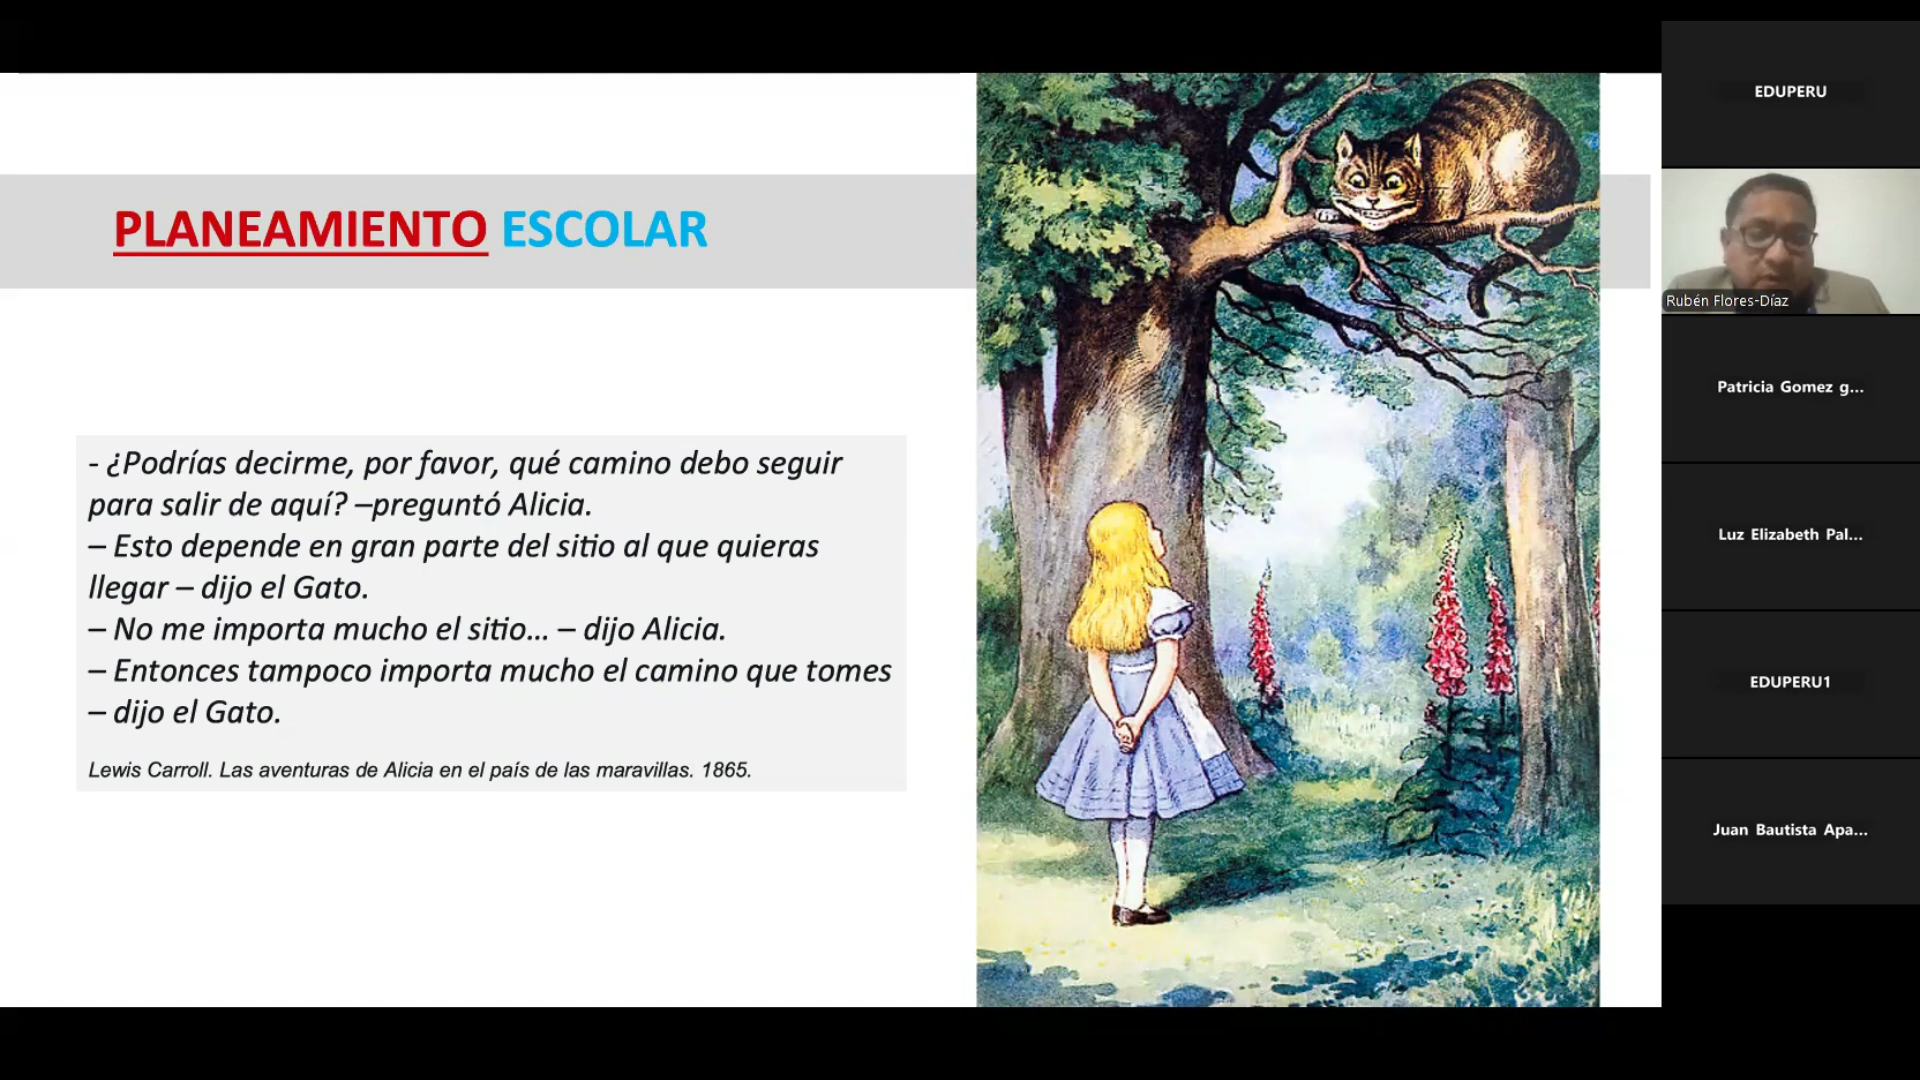 PLANEAMIENTO ESCOLAR
- ¿Podrías decirme, por favor, qué camino debo seguir
para salir de aquí? –preguntó Alicia.
– Esto depende en gran parte del sitio al que quieras
llegar – dijo el Gato.
– No me importa mucho el sitio... – dijo Alicia.
– Entonces tampoco importa mucho el camino que tomes
– dijo el Gato.
Lewis Carroll. Las aventuras de Alicia en el país de las maravillas. 1865.
EDUPERU
Rubén Flores-Díaz
Patricia Gomez g...
Luz Elizabeth Pal...
EDUPERU1
Juan Bautista Apa...